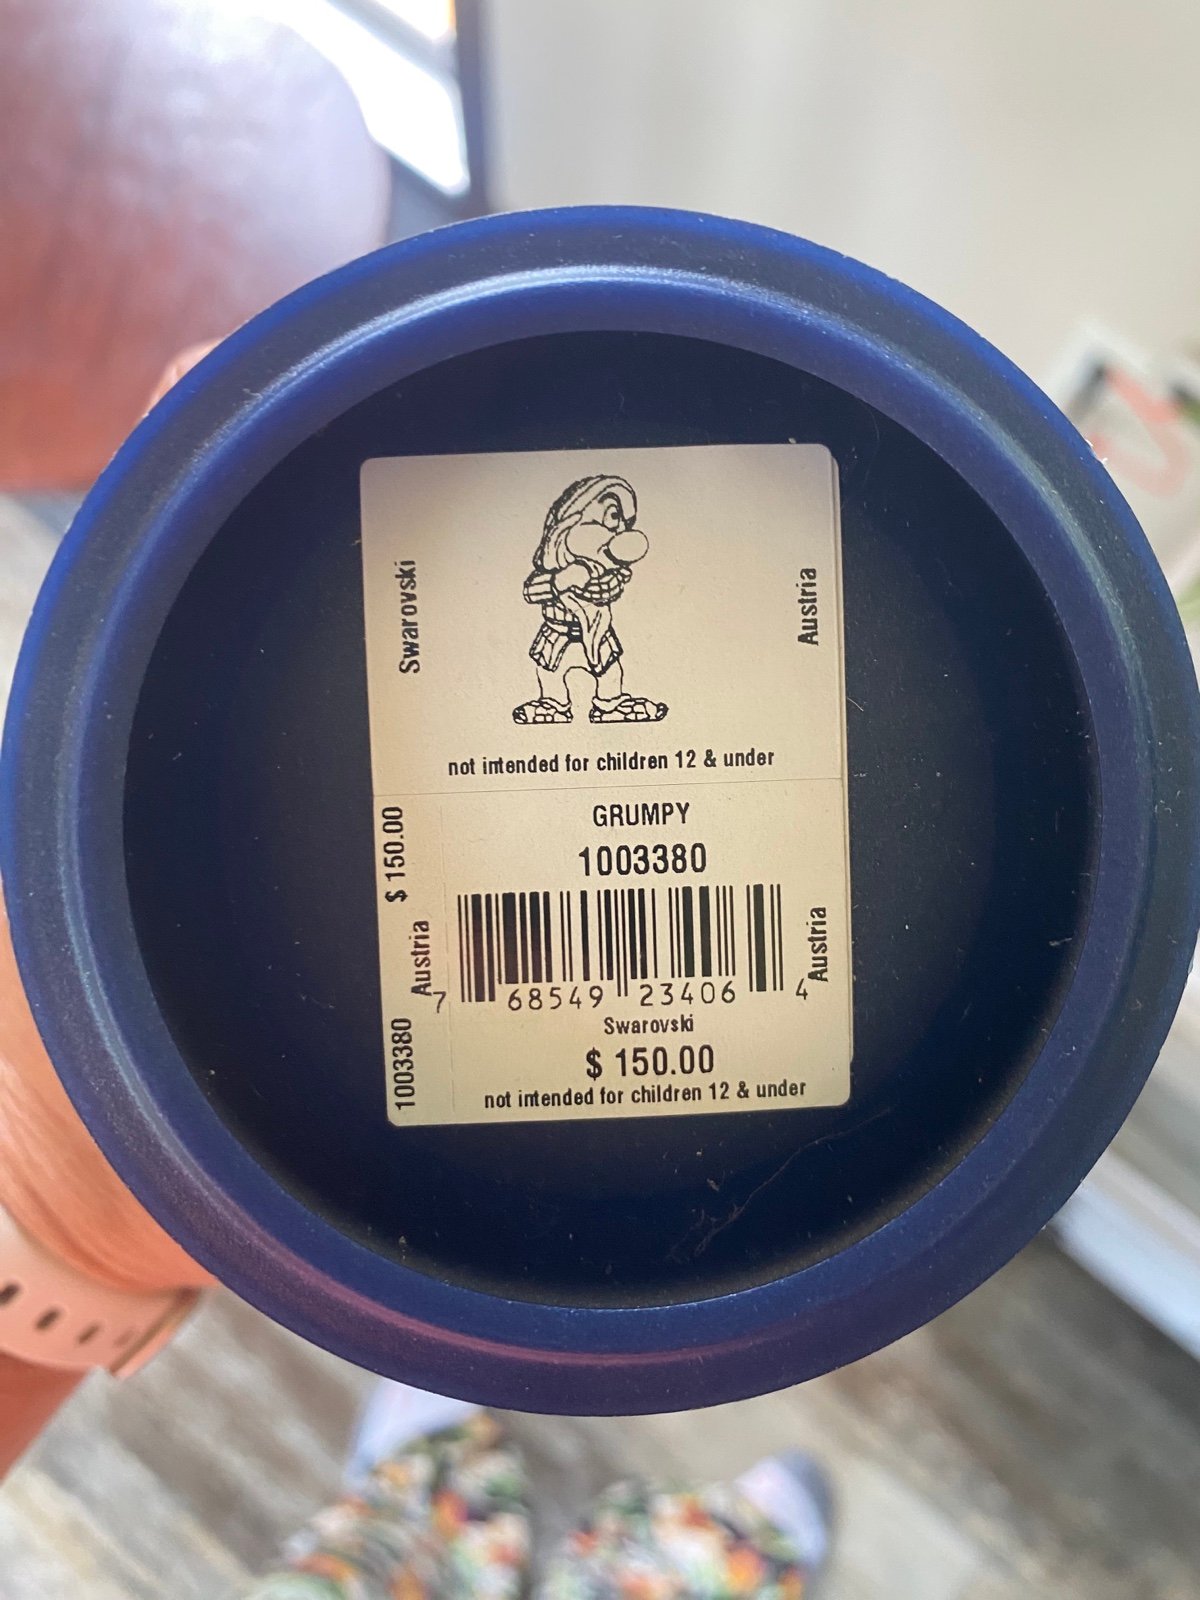 Swarovski
Austria
not intended for children 12 & under
GRUMPY
1003380
$ 150.00
Austria
1003380
Austria
7 68549 23406 4
Swarovski
$ 150.00
not intended for children 12 & under